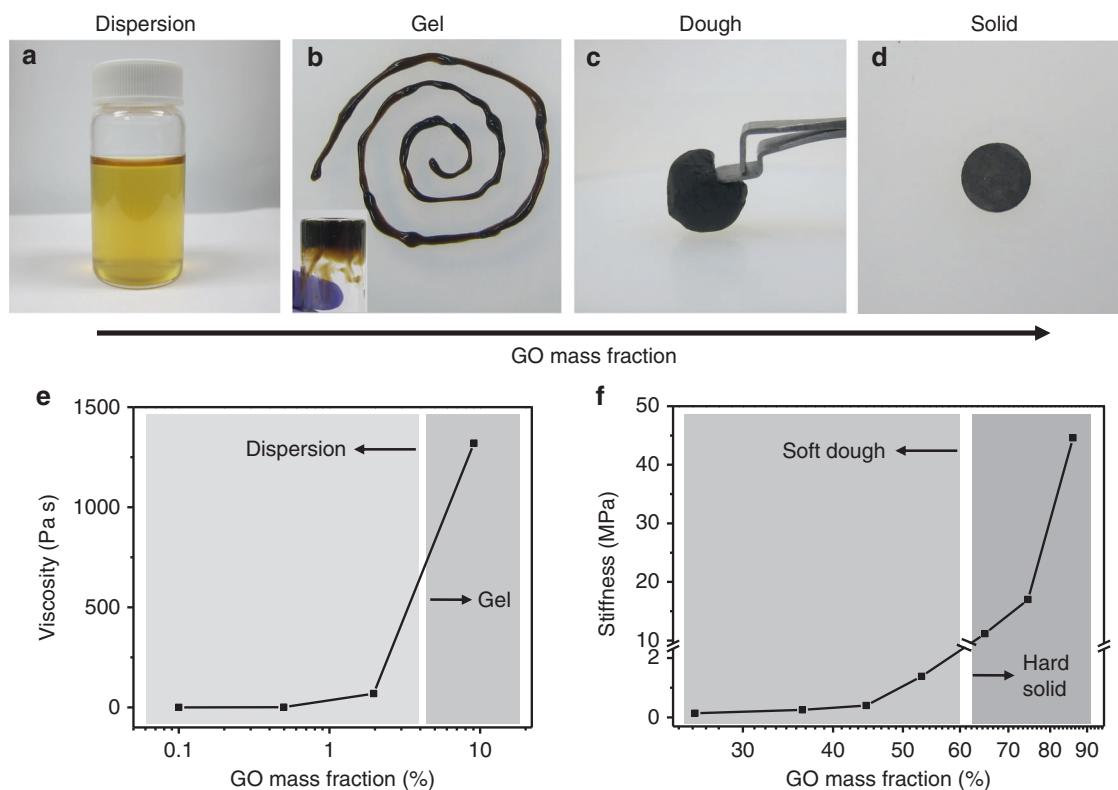 Dispersion
Gel
Dough
Solid
a
b
c
d
GO mass fraction
e
1500
1000
500
0
Viscosity (Pa s)
Dispersion
Gel
0.1
1
10
GO mass fraction (%)
f
50
40
30
20
10
2
0
Stiffness (MPa)
Soft dough
Hard
solid
30
40
50
60
70
80
90
GO mass fraction (%)